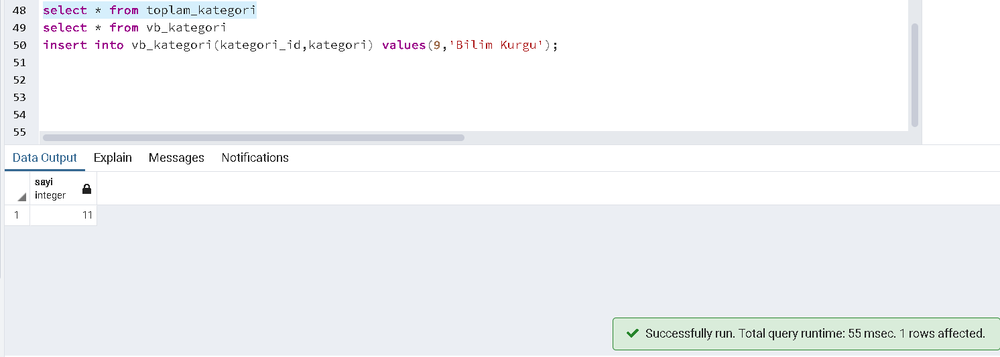 48 select * from toplam_kategori
49 select * from vb_kategori
50 insert into vb_kategori(kategori_id,kategori) values(9,'Bilim Kurgu');
51
52
53
54
55
Data Output Explain Messages Notifications
sayi
integer
1 11
Successfully run. Total query runtime: 55 msec. 1 rows affected.